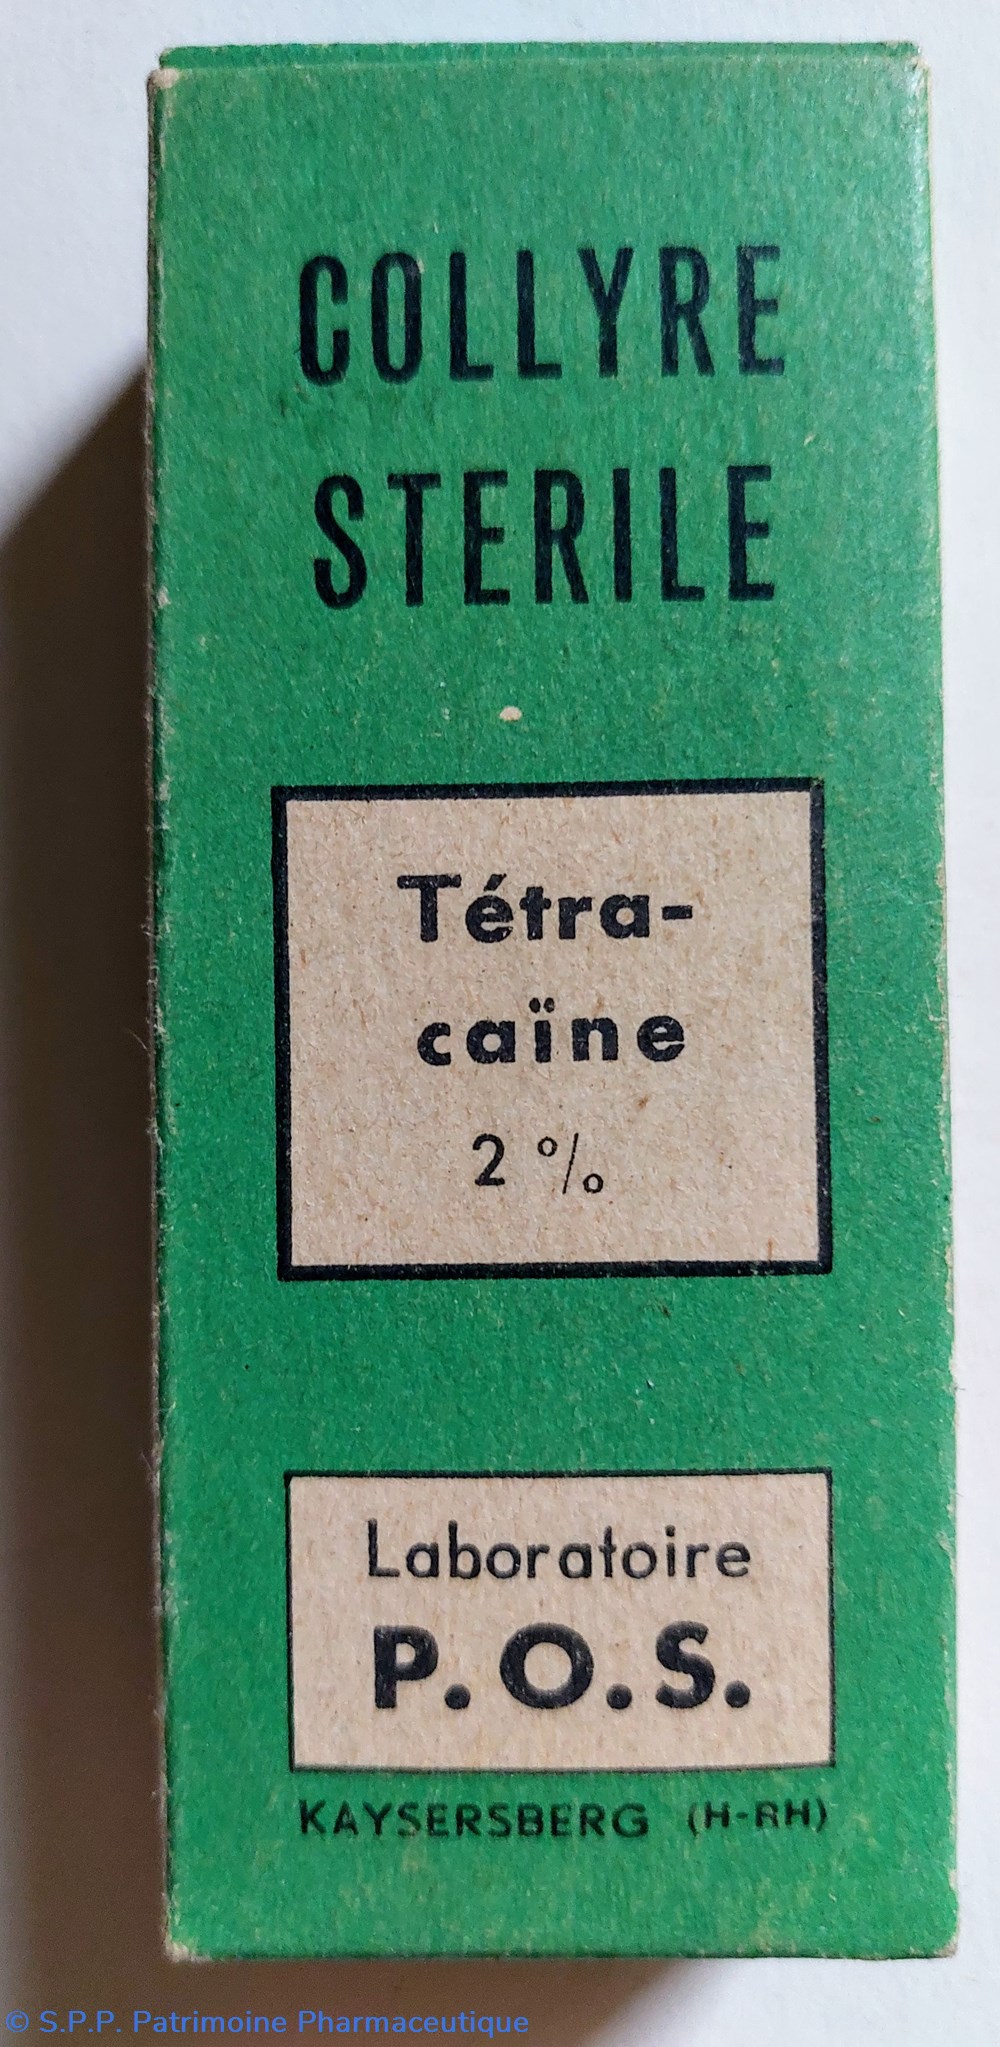 COLLYRE
STERILE
Tétra-
caïne
2 %
Laboratoire
P.O.S.
KAYSERSBERG (H-RH)
© S.P.P. Patrimoine Pharmaceutique